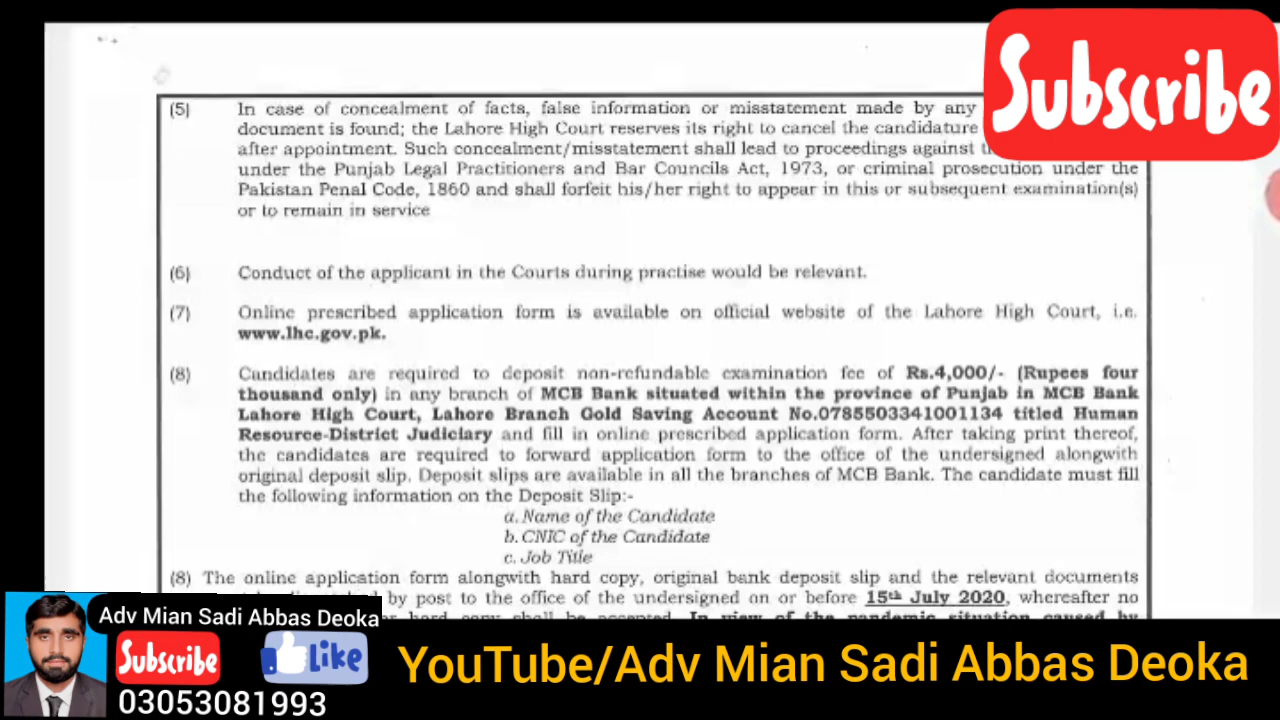 Subscribe
(5) In case of concealment of facts, false information or misstatement made by any
document is found; the Lahore High Court reserves its right to cancel the candidature
after appointment. Such concealment/misstatement shall lead to proceedings against
under the Punjab Legal Practitioners and Bar Councils Act, 1973, or criminal prosecution under the
Pakistan Penal Code, 1860 and shall forfeit his/her right to appear in this or subsequent examination(s)
or to remain in service
(6) Conduct of the applicant in the Courts during practise would be relevant.
(7) Online prescribed application form is available on official website of the Lahore High Court, i.e.
www.lhc.gov.pk.
(8) Candidates are required to deposit non-refundable examination fee of Rs.4,000/- (Rupees four
thousand only) in any branch of MCB Bank situated within the province of Punjab in MCB Bank
Lahore High Court, Lahore Branch Gold Saving Account No.0785503341001134 titled Human
Resource-District Judiciary and fill in online prescribed application form. After taking print thereof,
the candidates are required to forward application form to the office of the undersigned alongwith
original deposit slip. Deposit slips are available in all the branches of MCB Bank. The candidate must fill
the following information on the Deposit Slip:-
a. Name of the Candidate
b. CNIC of the Candidate
c. Job Title
(8) The online application form alongwith hard copy, original bank deposit slip and the relevant documents
by post to the office of the undersigned on or before 15th July 2020, whereafter no
hard copy shall be accepted. In view of the pandemic situation caused by
Adv Mian Sadi Abbas Deoka
Subscribe
Like
03053081993
YouTube/Adv Mian Sadi Abbas Deoka